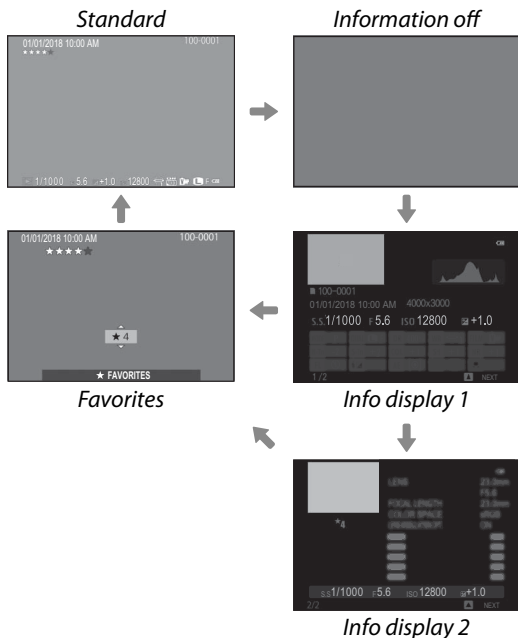 Standard
Information off
01/01/2018 10:00 AM 100-0001
★★★★★
1/1000 5.6 +1.0 12800 L F
01/01/2018 10:00 AM 100-0001
★★★★★
★ 4
★ FAVORITES
Favorites
100-0001
01/01/2018 10:00 AM 4000x3000
S.S. 1/1000 F 5.6 ISO 12800 +1.0
1/2 NEXT
Info display 1
LENS 23.0mm
F5.6
FOCAL LENGTH 23.0mm
COLOR SPACE sRGB
ON
★4
S.S 1/1000 F 5.6 ISO 12800 +1.0
2/2 NEXT
Info display 2